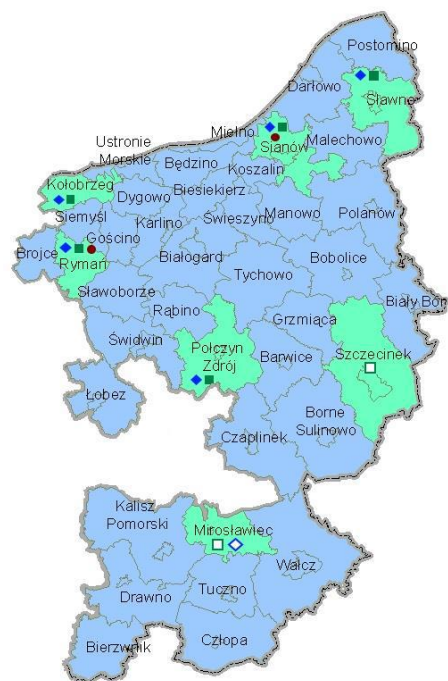 Postomino
Darłowo
Sławno
Mielno
Sianów
Malechowo
Ustronie
Morskie
Będzino
Koszalin
Kołobrzeg
Dygowo
Biesiekierz
Siemyśl
Karlino
Świeszyno
Manowo
Polanów
Gościno
Brojce
Rymań
Białogard
Bobolice
Tychowo
Sławoborze
Rąbino
Biały Bór
Grzmiąca
Świdwin
Połczyn
Zdrój
Barwice
Szczecinek
Łobez
Borne
Sulinowo
Czaplinek
Kalisz
Pomorski
Mirosławiec
Wałcz
Drawno
Tuczno
Bierzwnik
Człopa